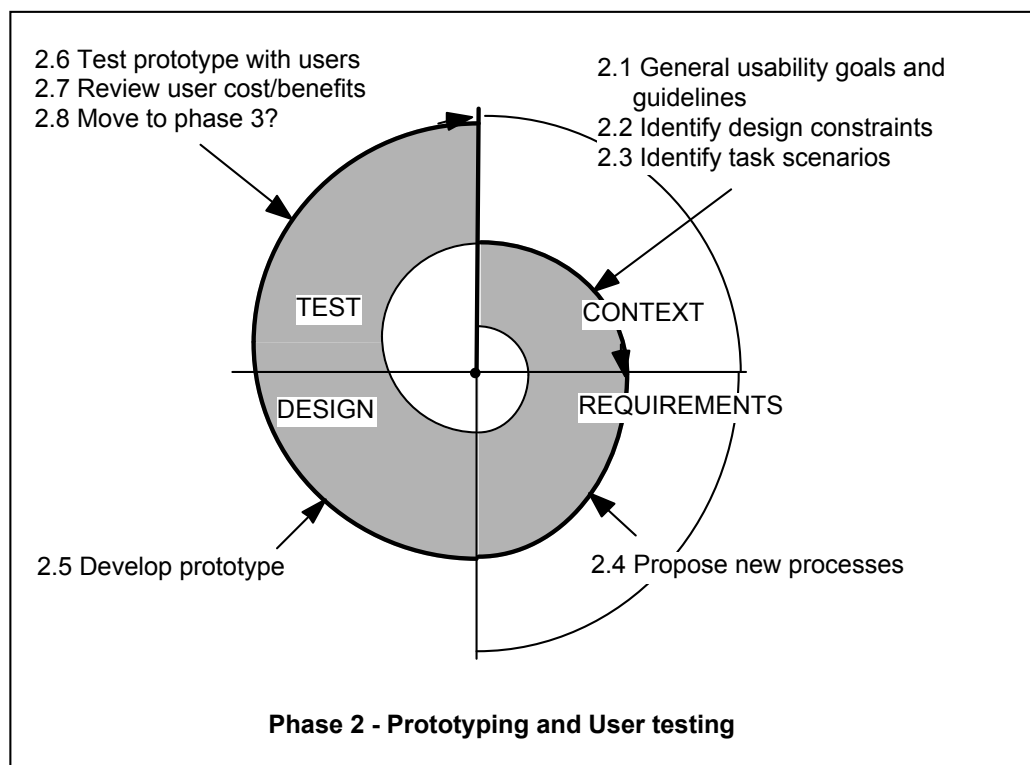 2.6 Test prototype with users
2.7 Review user cost/benefits
2.8 Move to phase 3?
2.1 General usability goals and
guidelines
2.2 Identify design constraints
2.3 Identify task scenarios
TEST
CONTEXT
DESIGN
REQUIREMENTS
2.5 Develop prototype
2.4 Propose new processes
Phase 2 - Prototyping and User testing